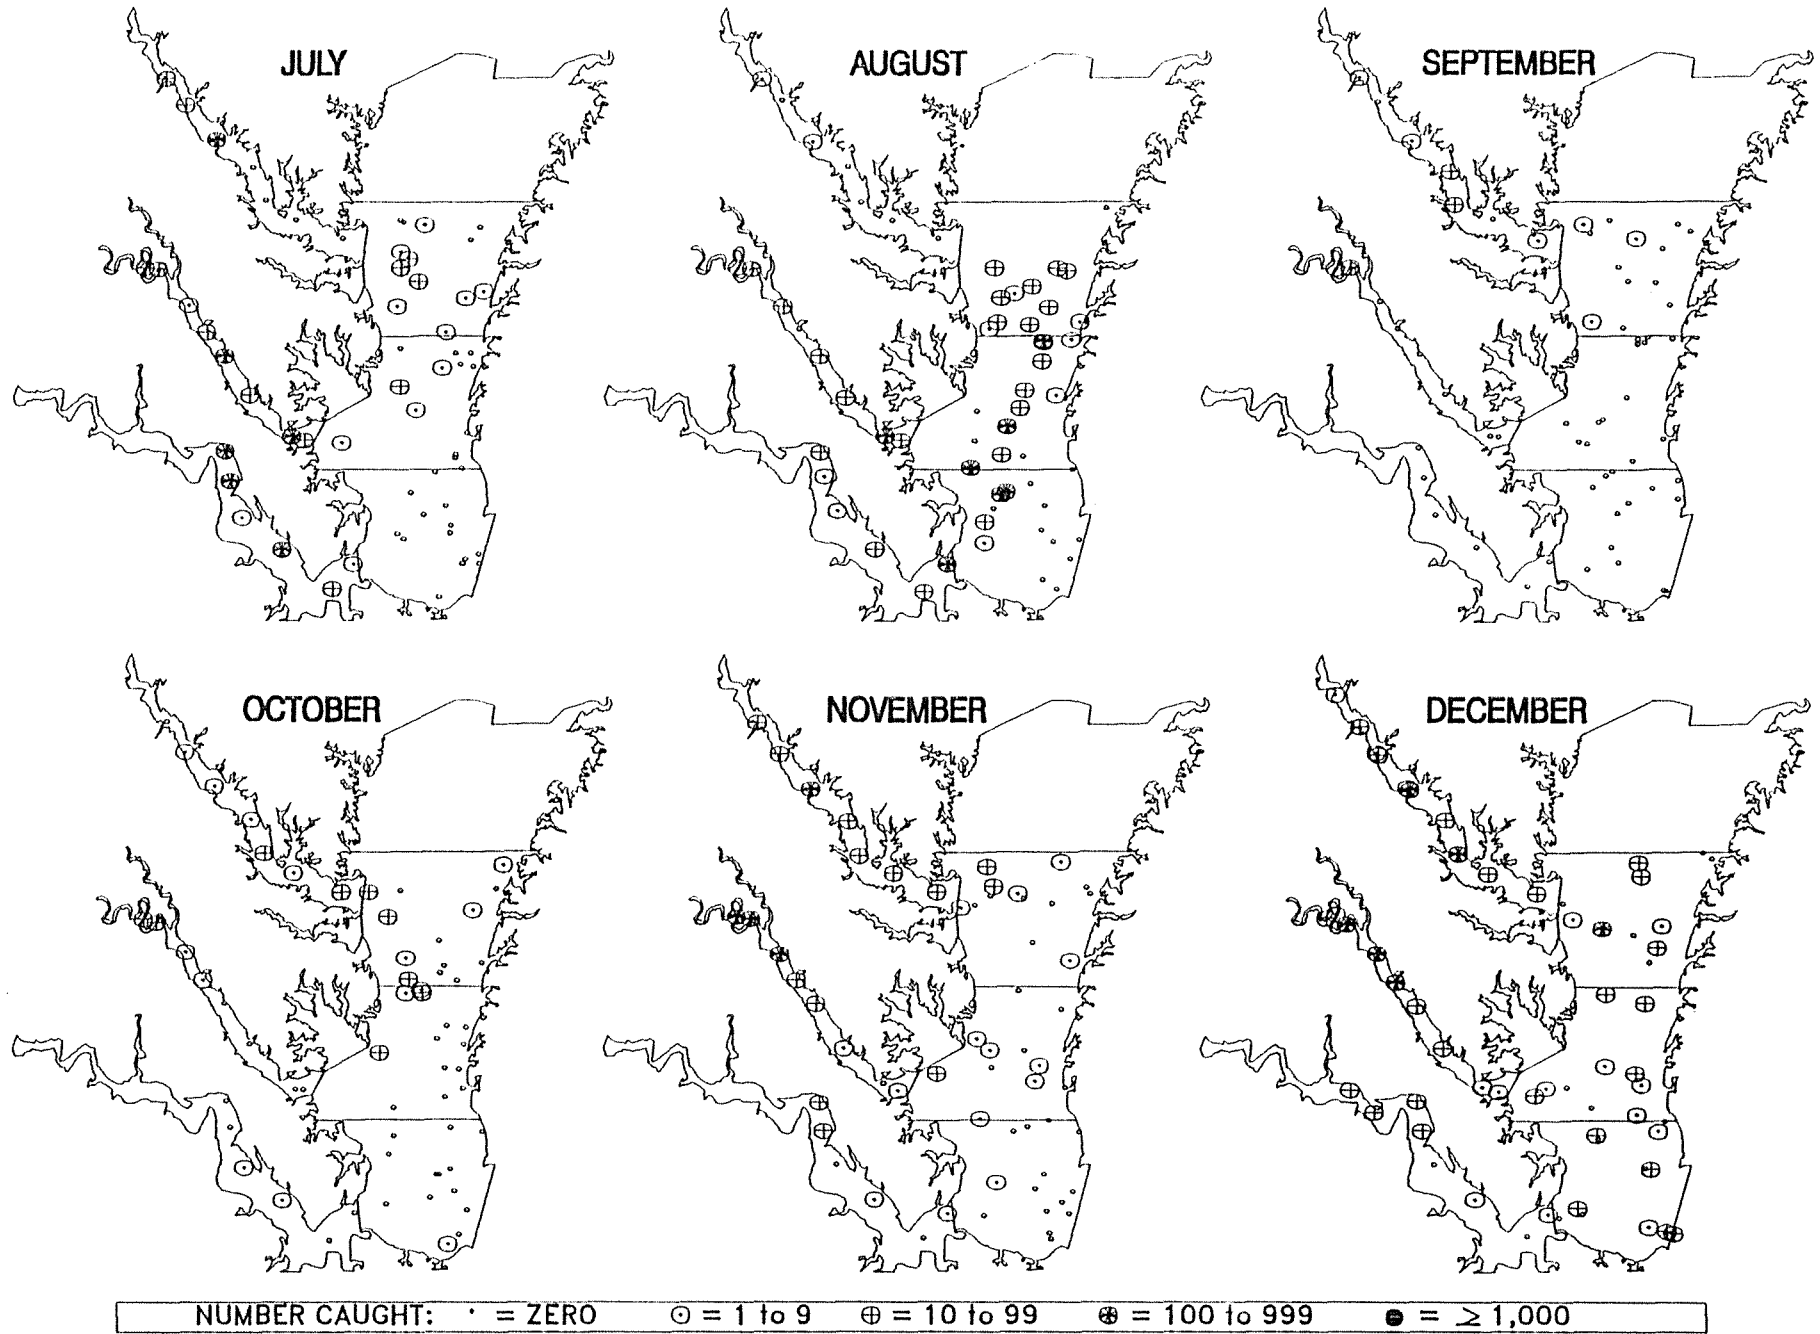 JULY
AUGUST
SEPTEMBER
OCTOBER
NOVEMBER
DECEMBER
NUMBER CAUGHT: · = ZERO ⊙ = 1 to 9 ⊕ = 10 to 99 ⊛ = 100 to 999 ● = ≥ 1,000